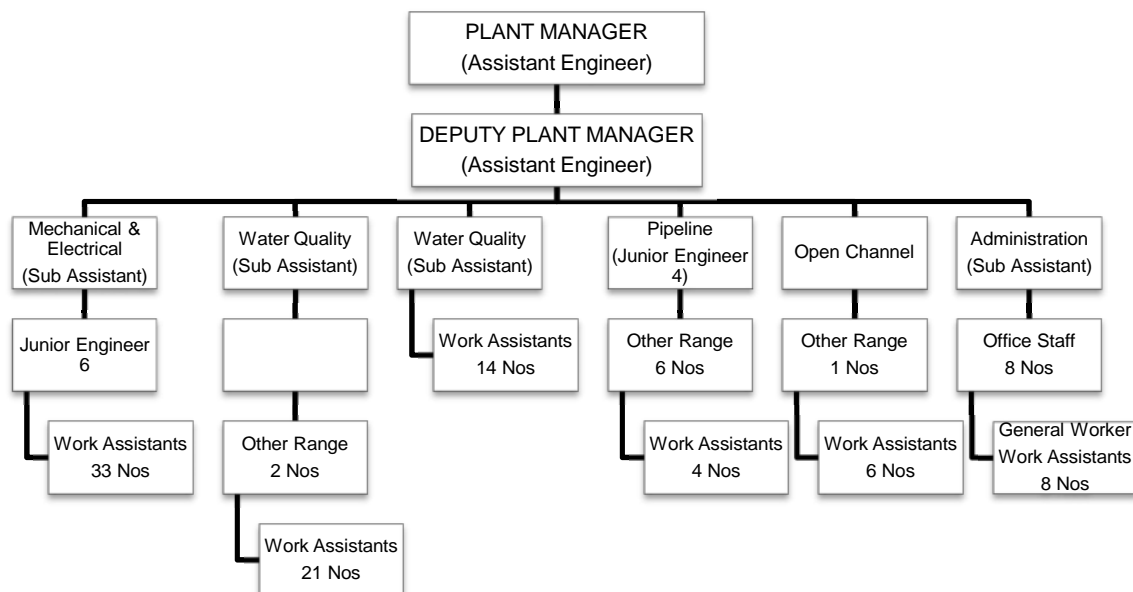 PLANT MANAGER
(Assistant Engineer)
DEPUTY PLANT MANAGER
(Assistant Engineer)
Mechanical &
Electrical
(Sub Assistant)
Water Quality
(Sub Assistant)
Water Quality
(Sub Assistant)
Pipeline
(Junior Engineer
4)
Open Channel
Administration
(Sub Assistant)
Junior Engineer
6
Work Assistants
14 Nos
Other Range
6 Nos
Other Range
1 Nos
Office Staff
8 Nos
Work Assistants
33 Nos
Other Range
2 Nos
Work Assistants
4 Nos
Work Assistants
6 Nos
General Worker
Work Assistants
8 Nos
Work Assistants
21 Nos